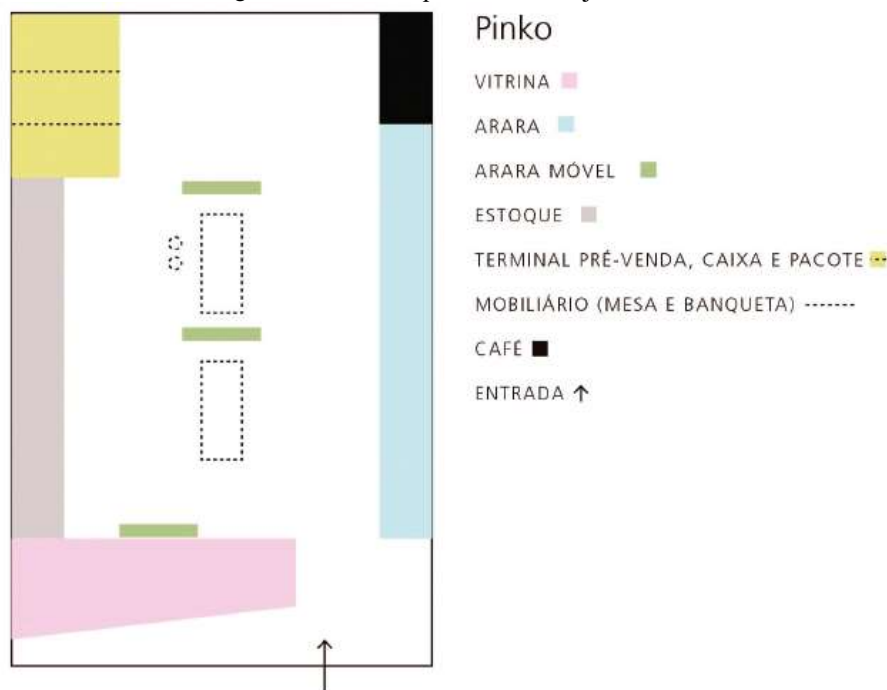 Pinko
VITRINA
ARARA
ARARA MÓVEL
ESTOQUE
TERMINAL PRÉ-VENDA, CAIXA E PACOTE
MOBILIÁRIO (MESA E BANQUETA)
CAFÉ
ENTRADA